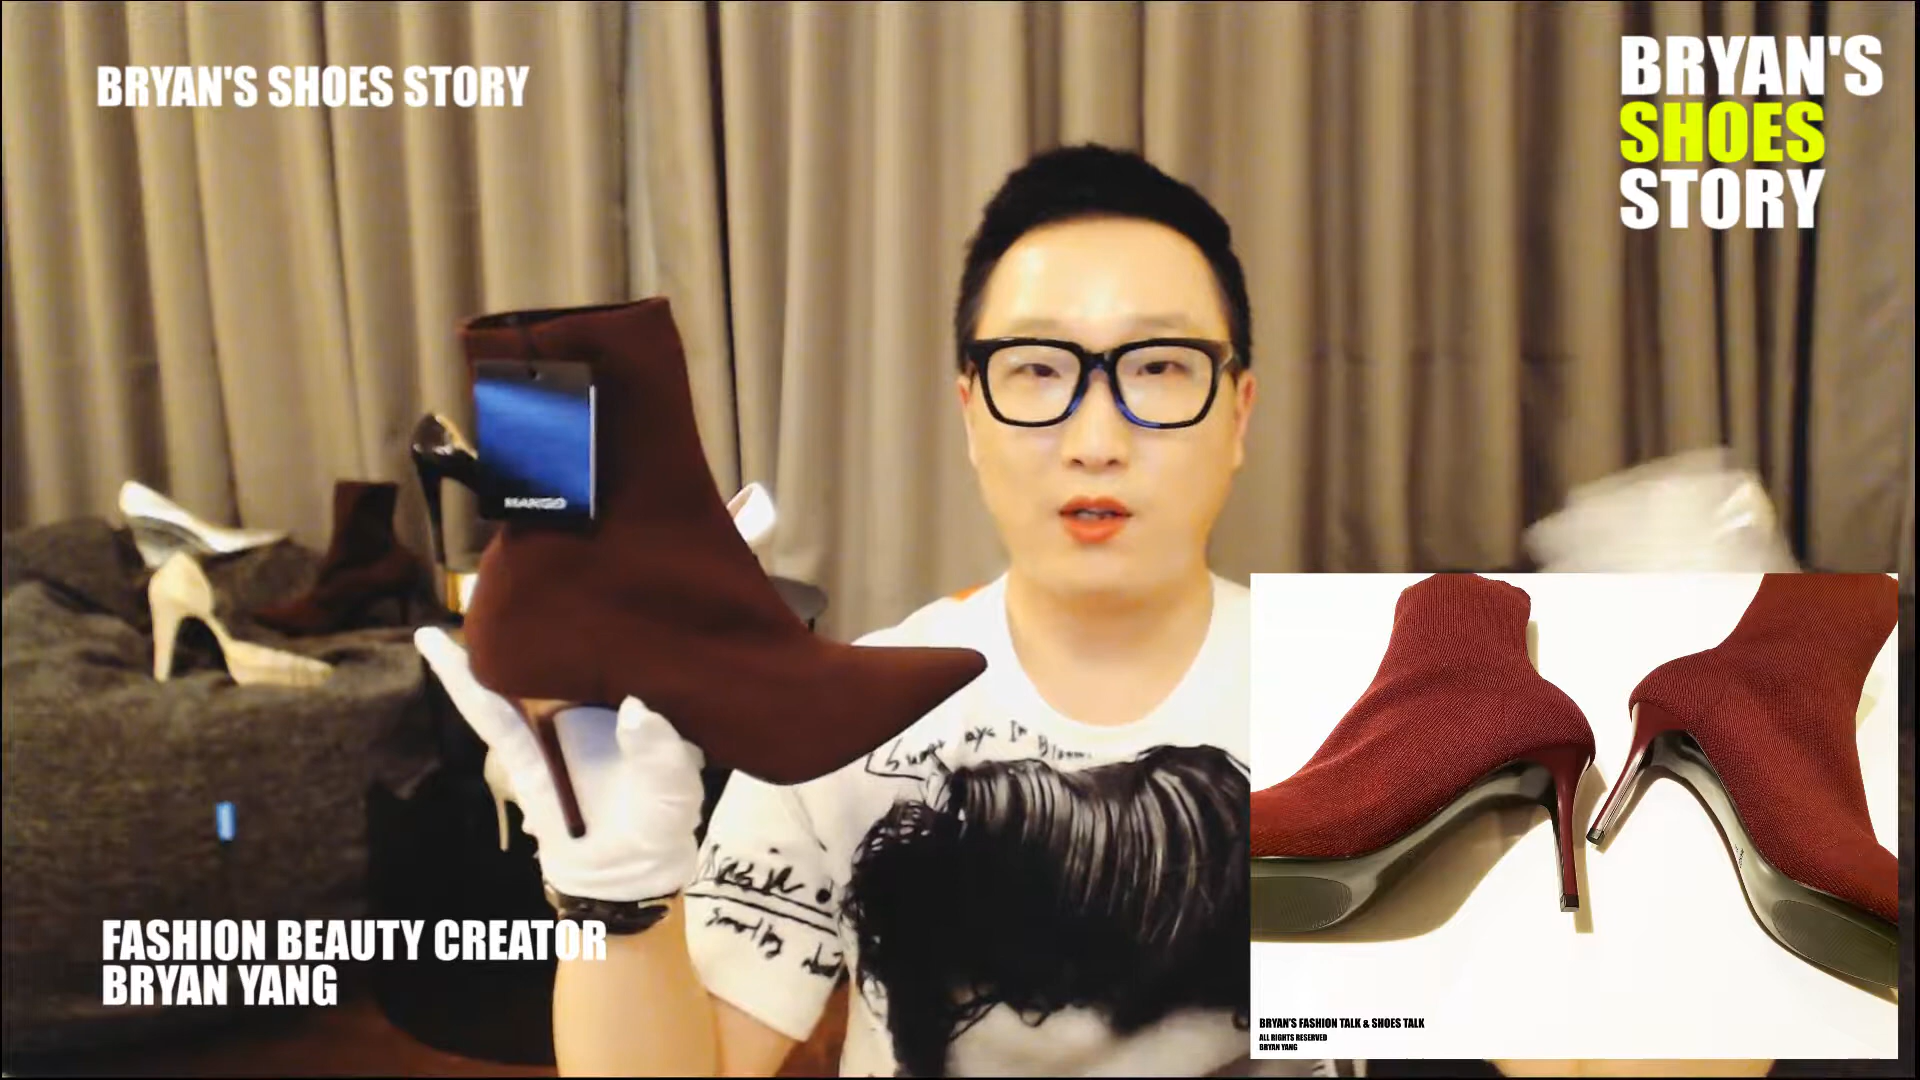 BRYAN'S SHOES STORY
BRYAN'S
SHOES
STORY
MANGO
FASHION BEAUTY CREATOR
BRYAN YANG
BRYAN'S FASHION TALK & SHOES TALK
ALL RIGHTS RESERVED
BRYAN YANG